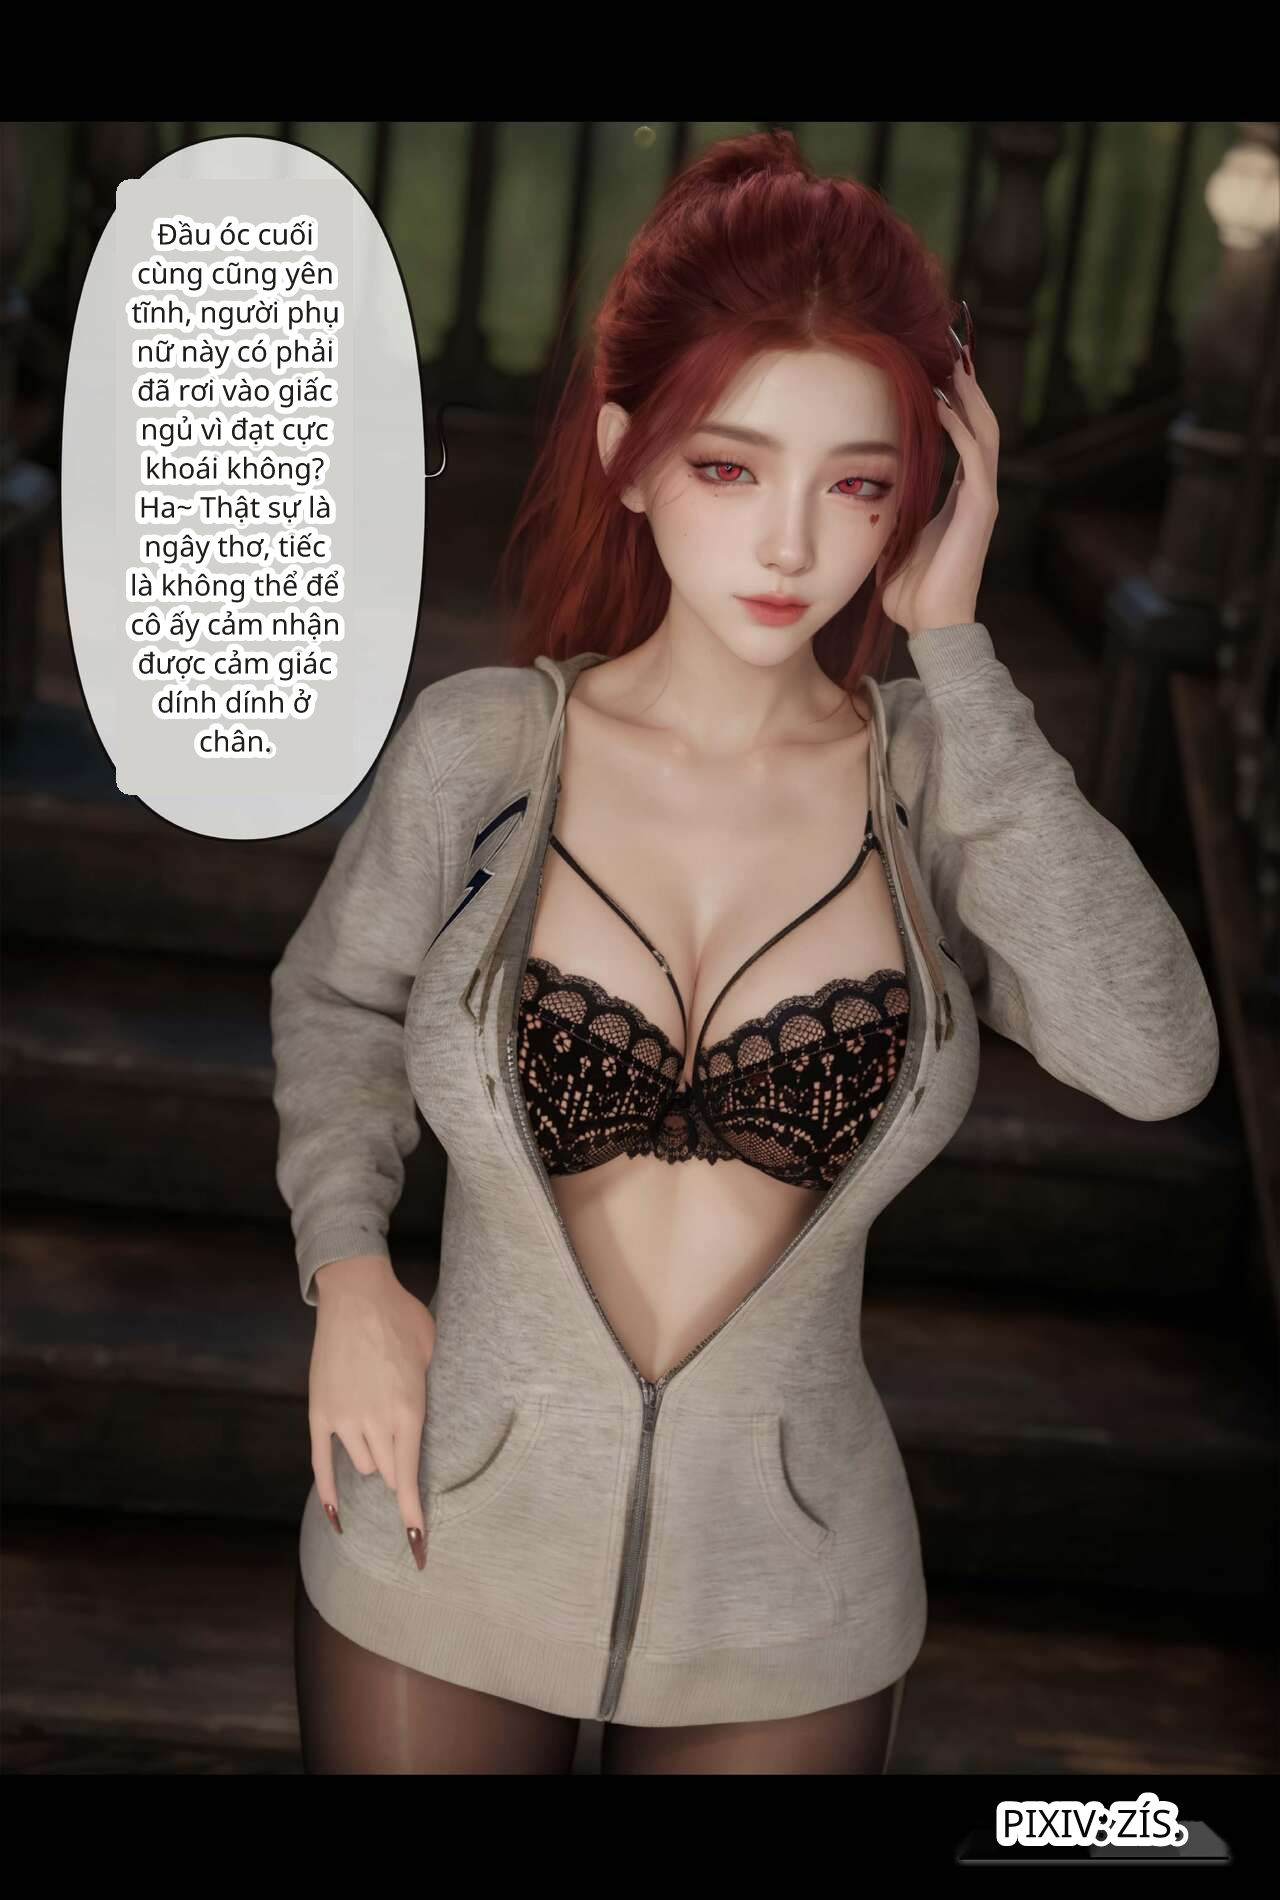 Đầu óc cuối
cùng cũng yên
tĩnh, người phụ
nữ này có phải
đã rơi vào giấc
ngủ vì đạt cực
khoái không?
Ha~ Thật sự là
ngây thơ, tiếc
là không thể để
cô ấy cảm nhận
được cảm giác
dính dính ở
chân.
PIXIV:ZÍS,